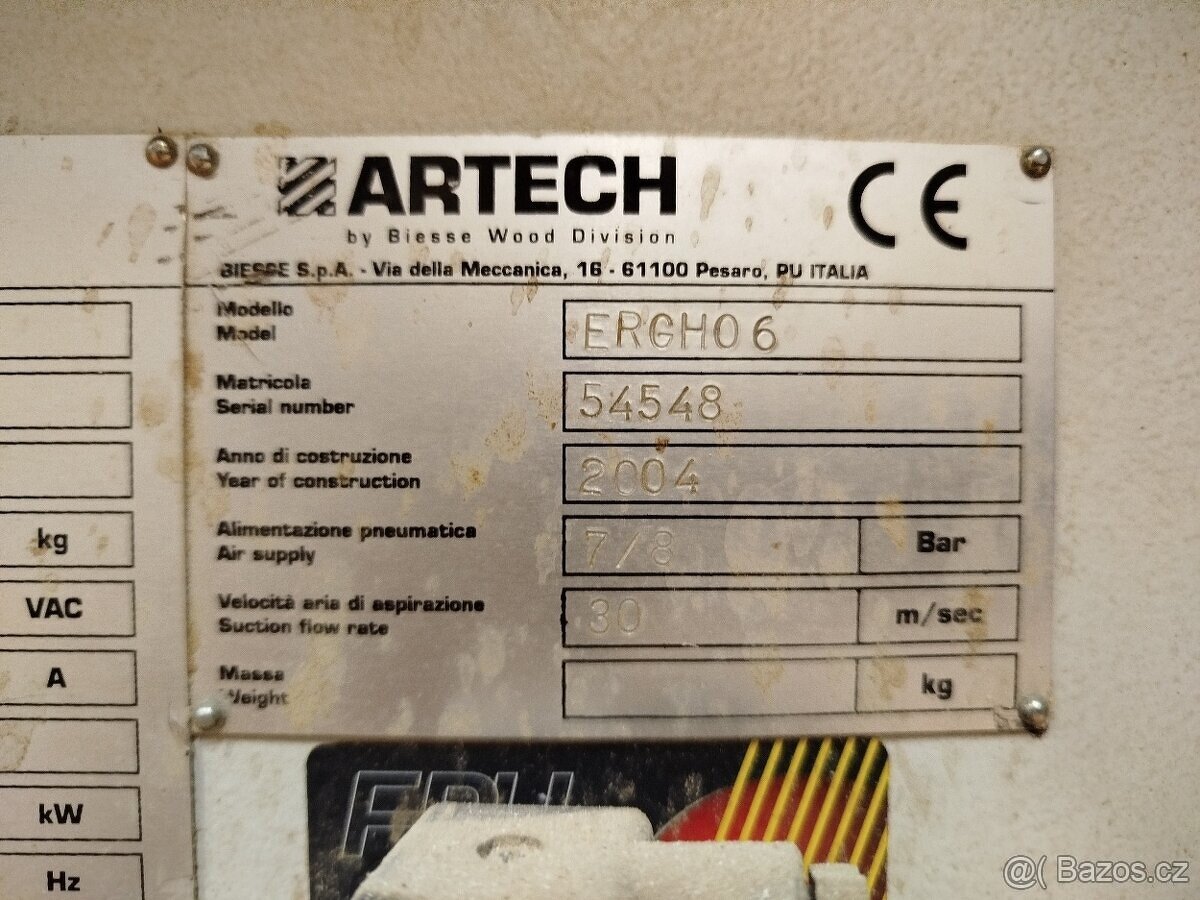 ARTECH
by Biesse Wood Division
CE
BIESSE S.p.A. - Via della Meccanica, 16 - 61100 Pesaro, PU ITALIA
Modello
Model
ERGHO6
Matricola
Serial number
54548
Anno di costruzione
Year of construction
2004
Alimentazione pneumatica
Air supply
7/8 Bar
Velocità aria di aspirazione
Suction flow rate
30 m/sec
Massa
Weight
kg
kg
VAC
A
kW
Hz
@( Bazos.cz